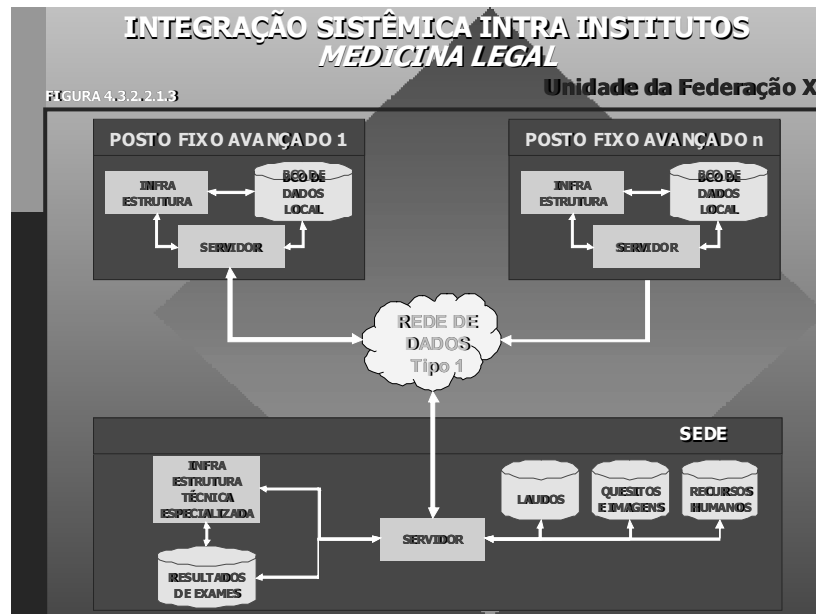 INTEGRAÇÃO SISTÊMICA INTRA INSTITUTOS
MEDICINA LEGAL
FIGURA 4.3.2.2.1.3
Unidade da Federação X
POSTO FIXO AVANÇADO 1
INFRA
ESTRUTURA
BCO DE
DADOS
LOCAL
SERVIDOR
POSTO FIXO AVANÇADO n
INFRA
ESTRUTURA
BCO DE
DADOS
LOCAL
SERVIDOR
REDE DE
DADOS
Tipo 1
SEDE
INFRA
ESTRUTURA
TÉCNICA
ESPECIALIZADA
RESULTADOS
DE EXAMES
SERVIDOR
LAUDOS
QUESITOS
E IMAGENS
RECURSOS
HUMANOS